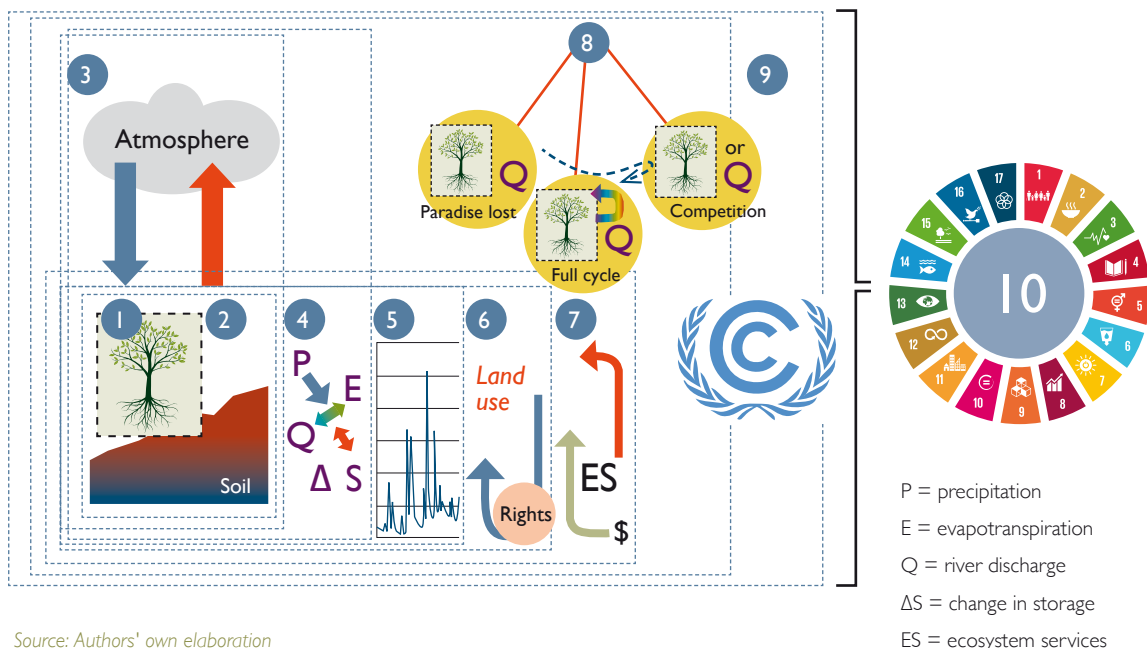 3
Atmosphere
8
9
Q
Paradise lost
Q
Full cycle
or
Q
Competition
1
2
Soil
4
P
E
Q
Δ S
5
6
Land
use
Rights
7
ES
$
C
10
1
2
3
4
5
6
7
8
9
10
11
12
13
14
15
16
17
P = precipitation
E = evapotranspiration
Q = river discharge
ΔS = change in storage
ES = ecosystem services
Source: Authors' own elaboration